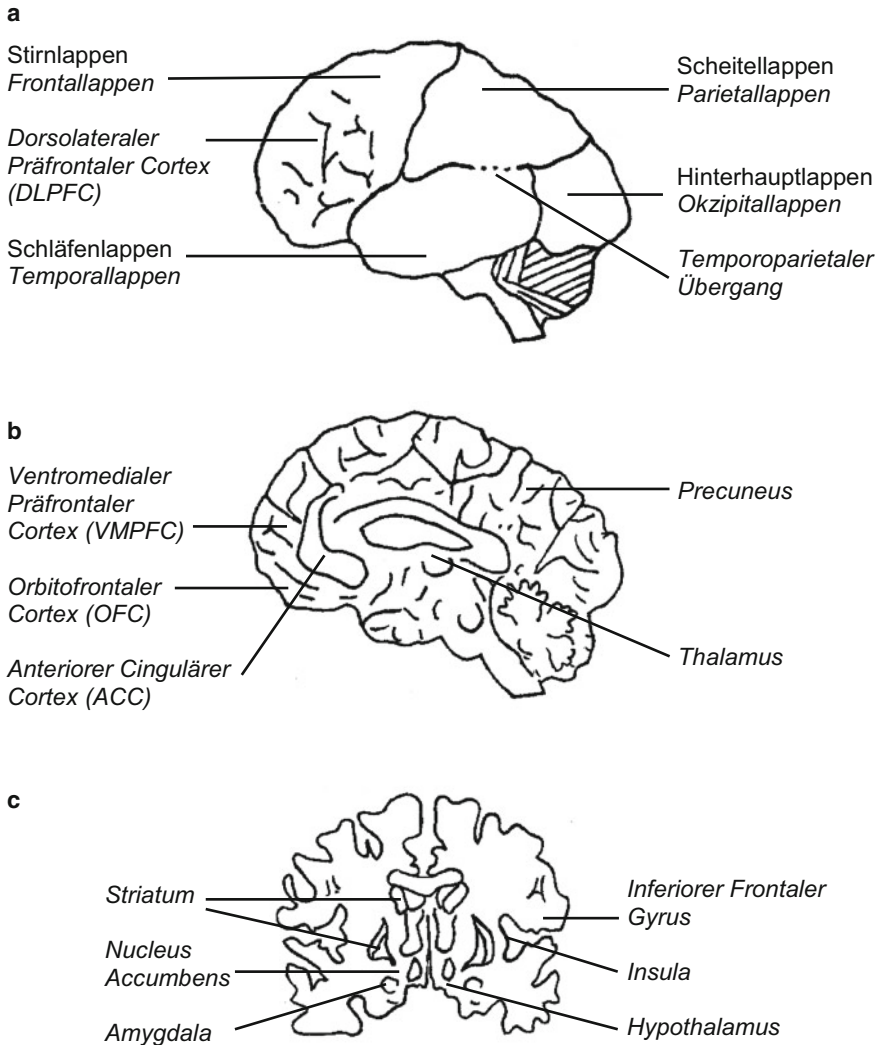 a
Stirnlappen
Frontallappen
Dorsolateraler
Präfrontaler Cortex
(DLPFC)
Schläfenlappen
Temporallappen
Scheitellappen
Parietallappen
Hinterhauptlappen
Okzipitallappen
Temporoparietaler
Übergang
b
Ventromedialer
Präfrontaler
Cortex (VMPFC)
Orbitofrontaler
Cortex (OFC)
Anteriorer Cingulärer
Cortex (ACC)
Precuneus
Thalamus
c
Striatum
Nucleus
Accumbens
Amygdala
Inferiorer Frontaler
Gyrus
Insula
Hypothalamus